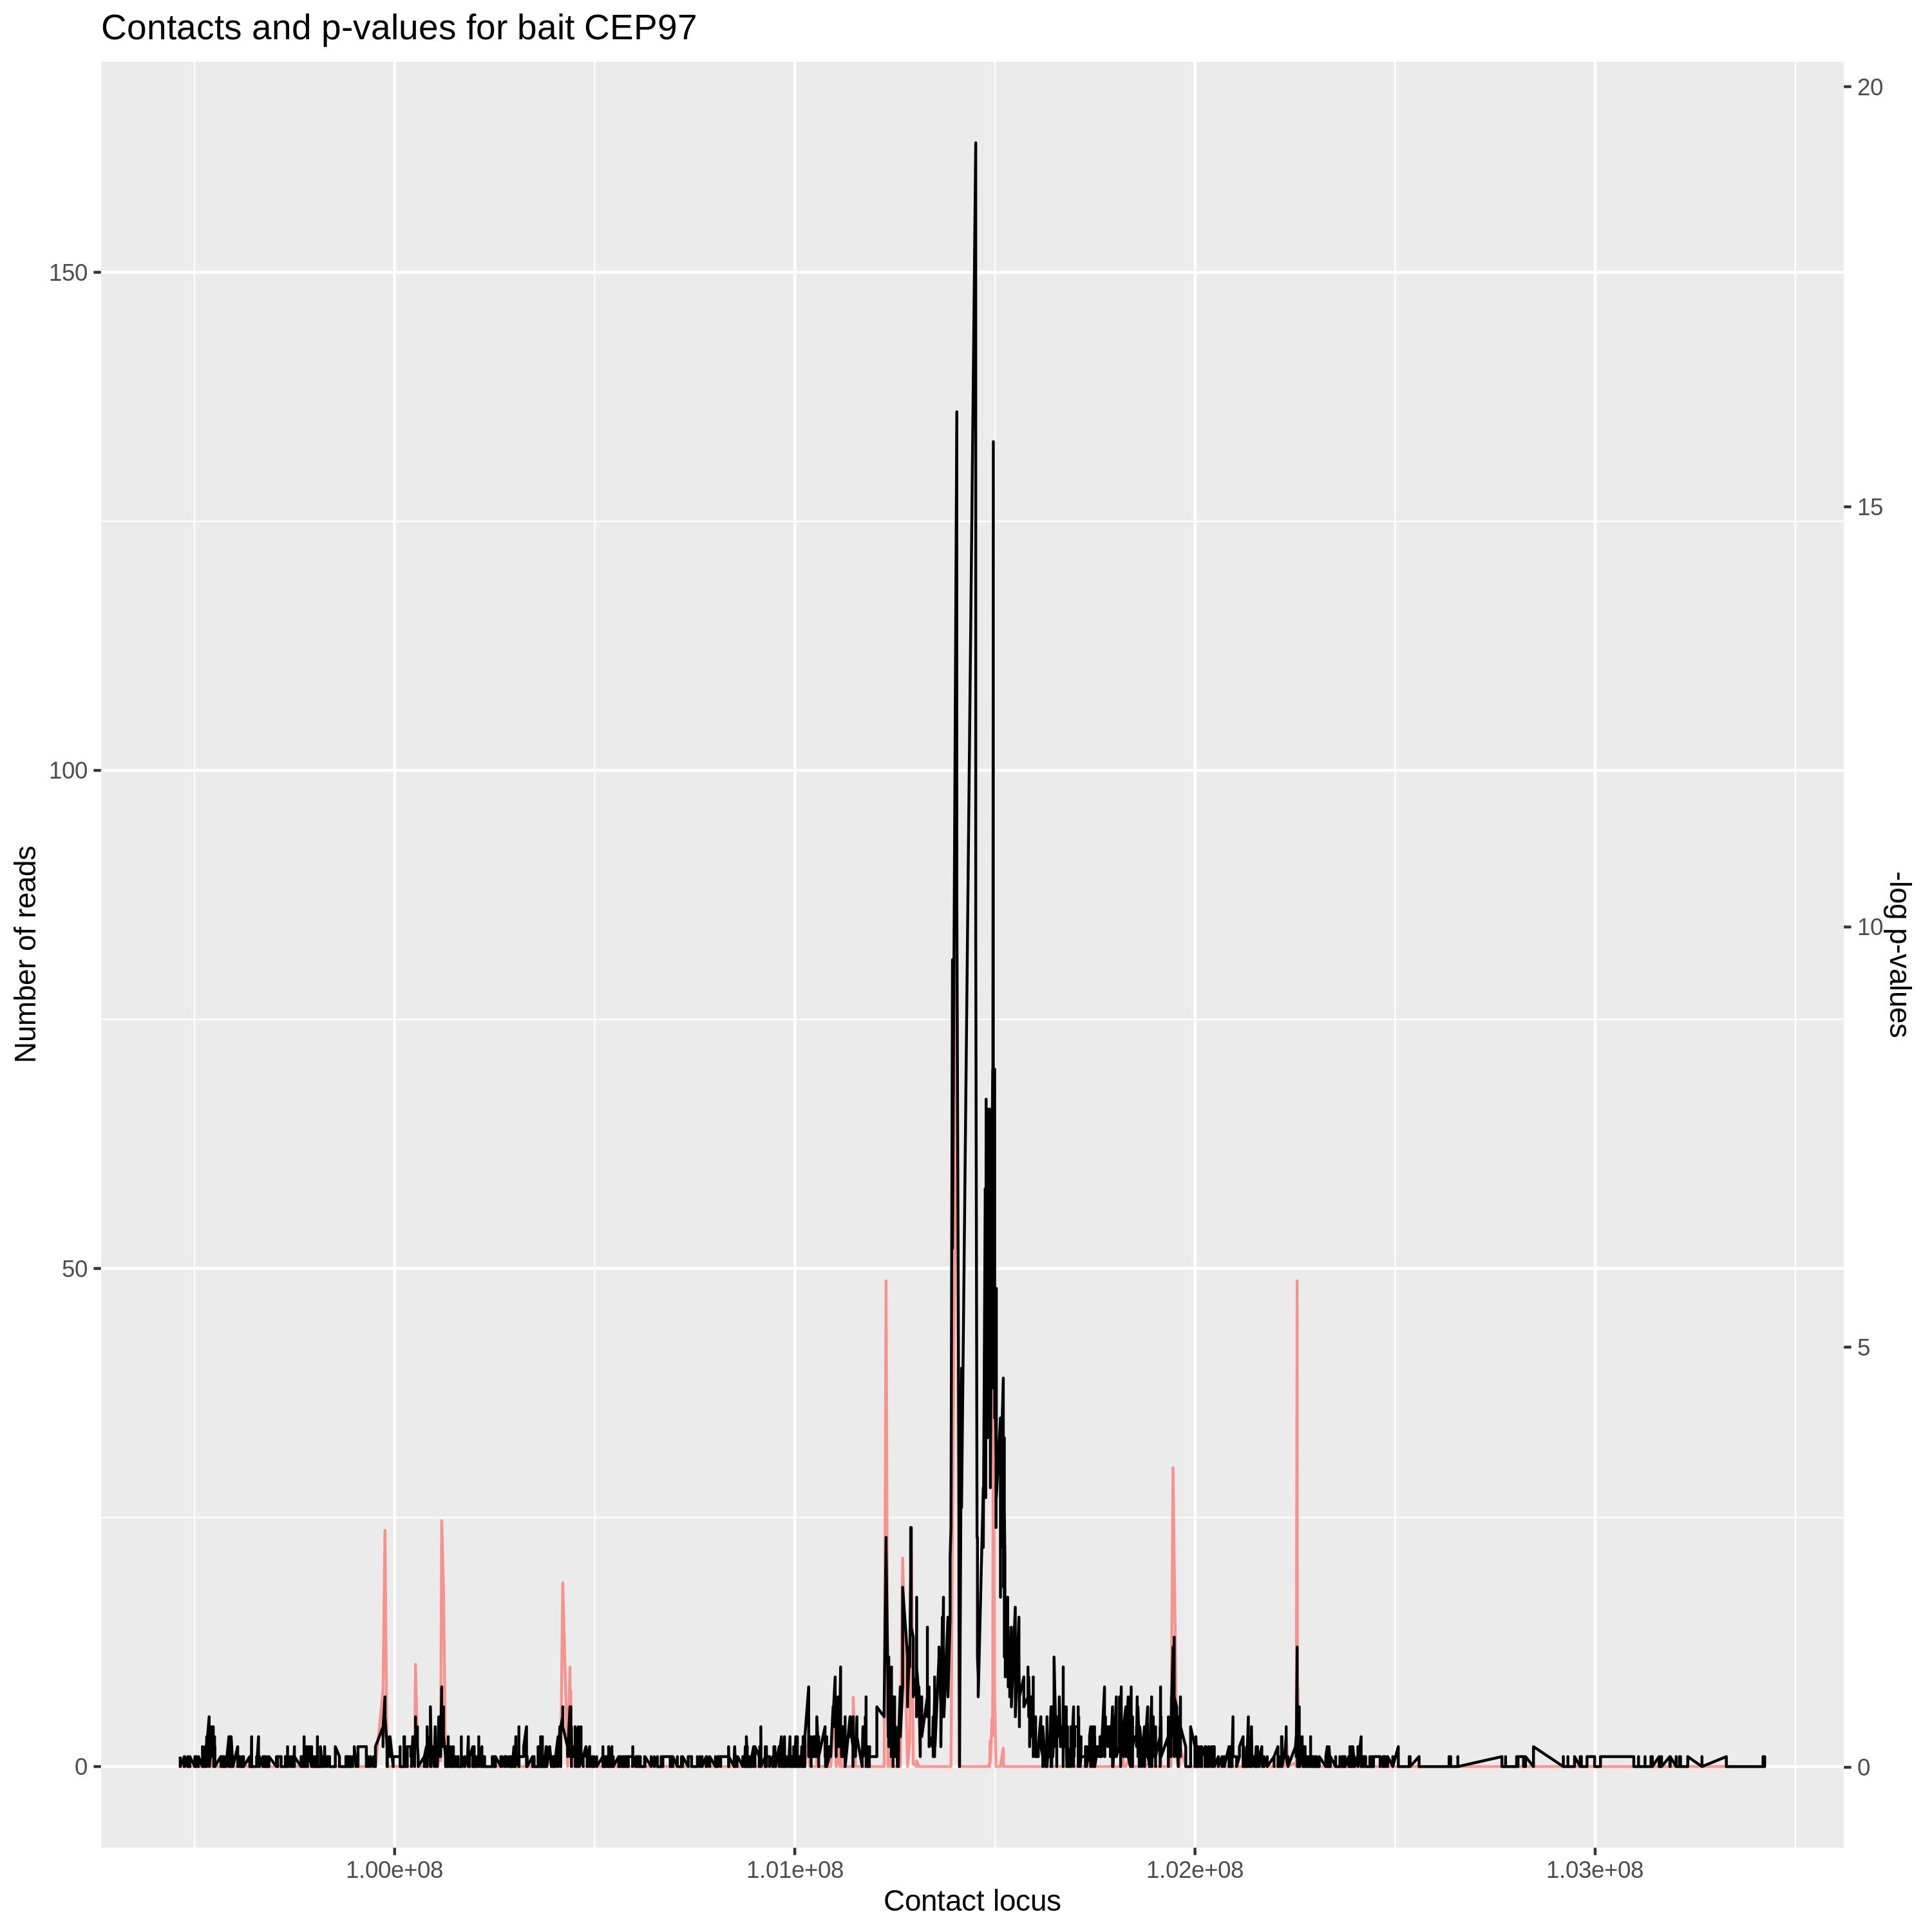 Contacts and p-values for bait CEP97
20
150
15
100
10
50
5
0
0
Number of reads
-log p-values
1.00e+08
1.01e+08
1.02e+08
1.03e+08
Contact locus